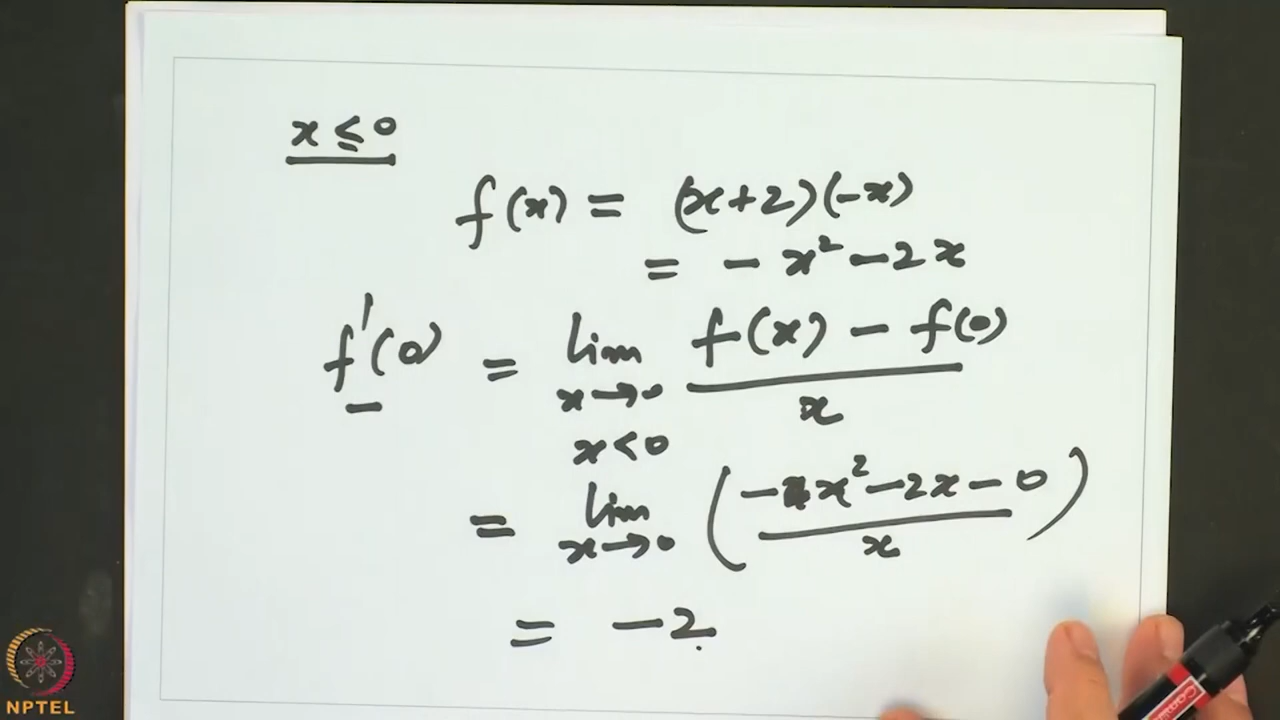 x ≤ 0
f(x) = (x+2)(-x)
= - x² - 2x
f'(0) = lim f(x) - f(0)
x→0 x
x<0
= lim ( -x² - 2x - 0 )
x→0 x
= -2
NPTEL